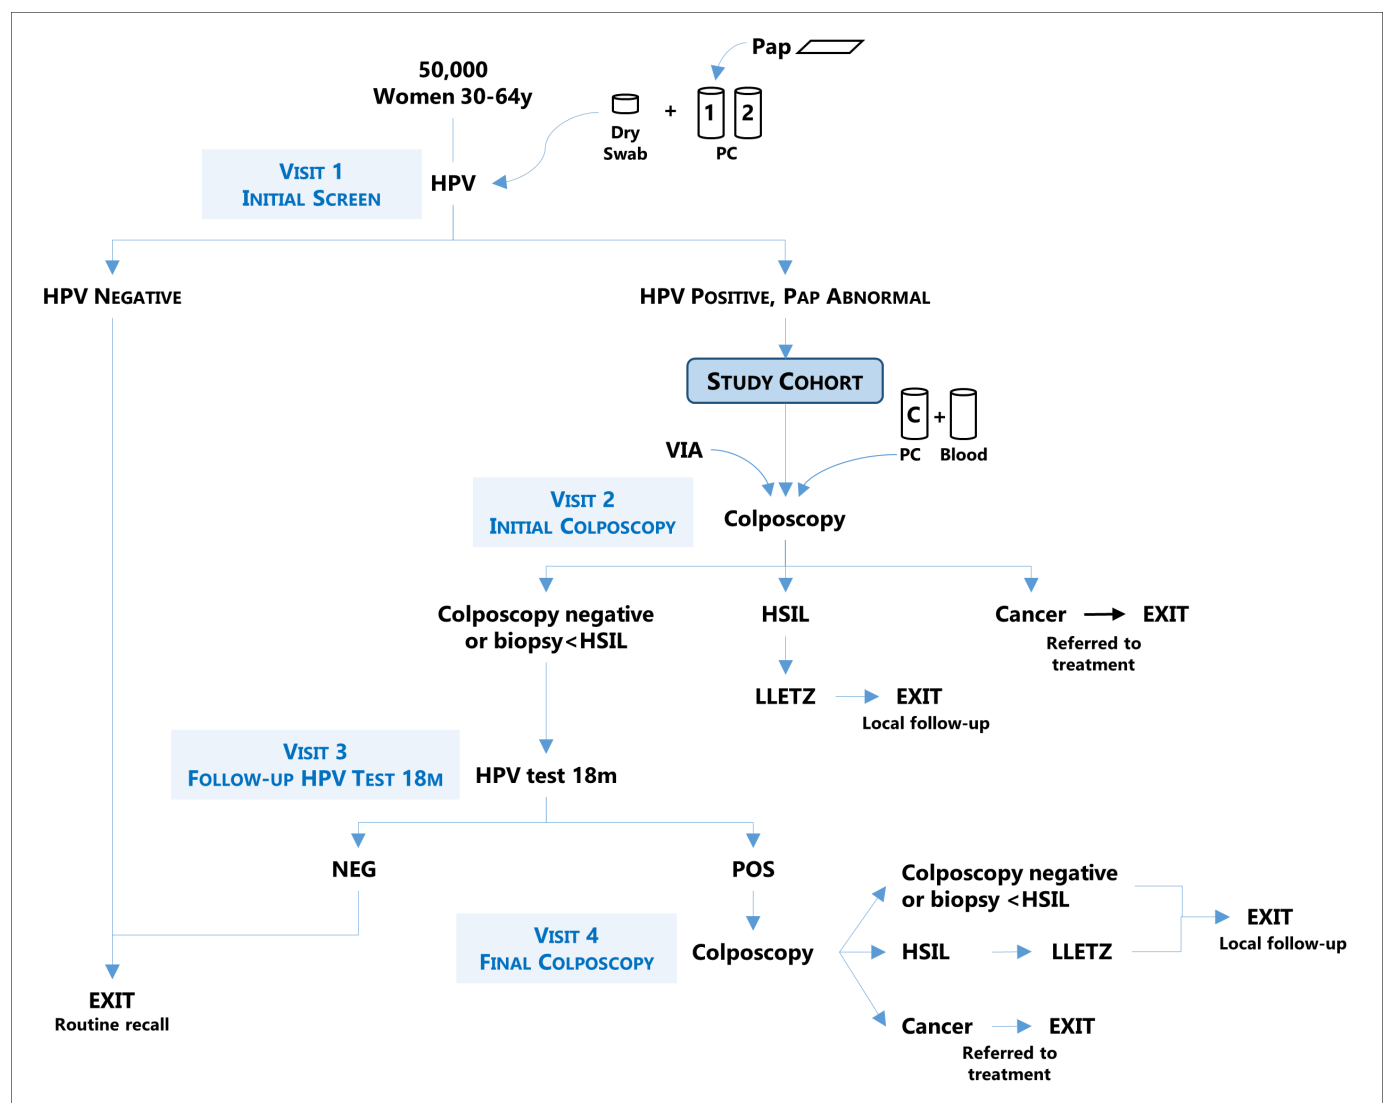 Pap
50,000
Women 30-64y
1 2
+
Dry
Swab
PC
VISIT 1
INITIAL SCREEN
HPV
HPV NEGATIVE
HPV POSITIVE, PAP ABNORMAL
STUDY COHORT
C +
PC Blood
VIA
VISIT 2
INITIAL COLPOSCOPY
Colposcopy
Colposcopy negative
or biopsy<HSIL
HSIL
Cancer
EXIT
Referred to
treatment
LLETZ
EXIT
Local follow-up
VISIT 3
FOLLOW-UP HPV TEST 18M
HPV test 18m
NEG
POS
VISIT 4
FINAL COLPOSCOPY
Colposcopy
Colposcopy negative
or biopsy <HSIL
HSIL
LLETZ
EXIT
Local follow-up
Cancer
EXIT
Referred to
treatment
EXIT
Routine recall